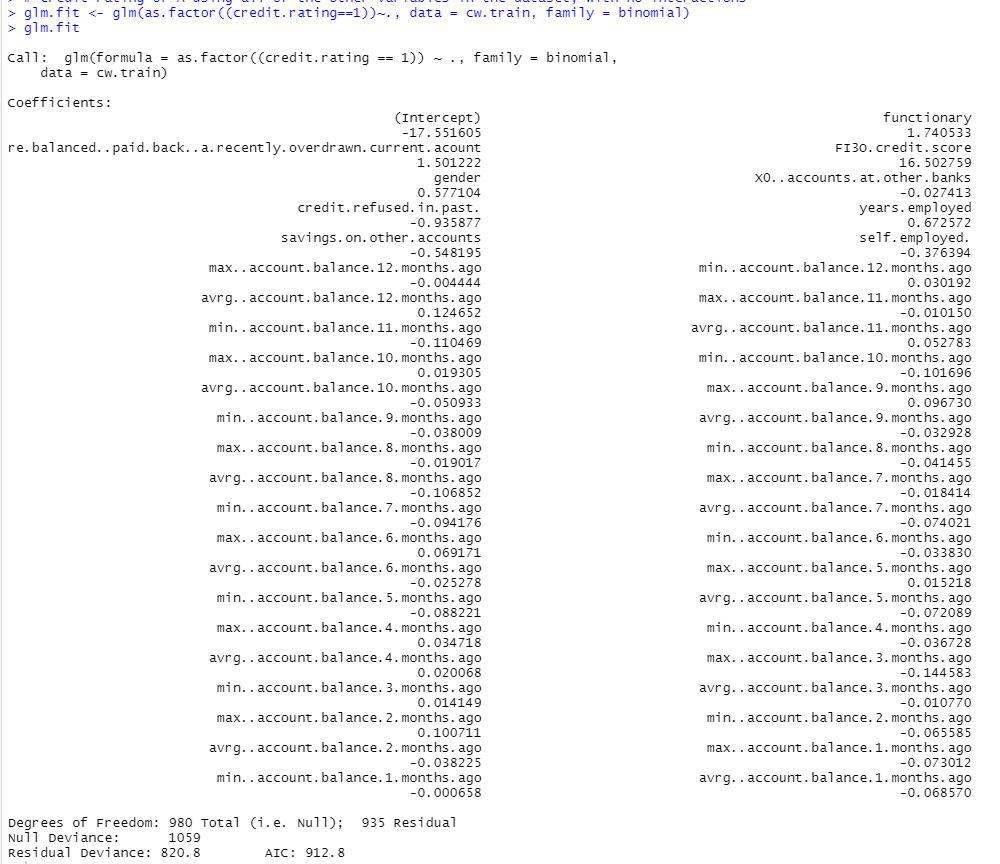 > # credit rating of A using all of the other variables in the dataset, with no interactions
> glm.fit <- glm(as.factor((credit.rating==1))~., data = cw.train, family = binomial)
> glm.fit
Call:  glm(formula = as.factor((credit.rating == 1)) ~ ., family = binomial,
    data = cw.train)
Coefficients:
(Intercept) functionary
-17.551605 1.740533
re.balanced..paid.back..a.recently.overdrawn.current.acount FI3O.credit.score
1.501222 16.502759
gender X0..accounts.at.other.banks
0.577104 -0.027413
credit.refused.in.past. years.employed
-0.935877 0.672572
savings.on.other.accounts self.employed.
-0.548195 -0.376394
max..account.balance.12.months.ago min..account.balance.12.months.ago
-0.004444 0.030192
avrg..account.balance.12.months.ago max..account.balance.11.months.ago
0.124652 -0.010150
min..account.balance.11.months.ago avrg..account.balance.11.months.ago
-0.110469 0.052783
max..account.balance.10.months.ago min..account.balance.10.months.ago
0.019305 -0.101696
avrg..account.balance.10.months.ago max..account.balance.9.months.ago
-0.050933 0.096730
min..account.balance.9.months.ago avrg..account.balance.9.months.ago
-0.038009 -0.032928
max..account.balance.8.months.ago min..account.balance.8.months.ago
-0.019017 -0.041455
avrg..account.balance.8.months.ago max..account.balance.7.months.ago
-0.106852 -0.018414
min..account.balance.7.months.ago avrg..account.balance.7.months.ago
-0.094176 -0.074021
max..account.balance.6.months.ago min..account.balance.6.months.ago
0.069171 -0.033830
avrg..account.balance.6.months.ago max..account.balance.5.months.ago
-0.025278 0.015218
min..account.balance.5.months.ago avrg..account.balance.5.months.ago
-0.088221 -0.072089
max..account.balance.4.months.ago min..account.balance.4.months.ago
0.034718 -0.036728
avrg..account.balance.4.months.ago max..account.balance.3.months.ago
0.020068 -0.144583
min..account.balance.3.months.ago avrg..account.balance.3.months.ago
0.014149 -0.010770
max..account.balance.2.months.ago min..account.balance.2.months.ago
0.100711 -0.065585
avrg..account.balance.2.months.ago max..account.balance.1.months.ago
-0.038225 -0.073012
min..account.balance.1.months.ago avrg..account.balance.1.months.ago
-0.000658 -0.068570
Degrees of Freedom: 980 Total (i.e. Null);  935 Residual
Null Deviance:      1059
Residual Deviance: 820.8        AIC: 912.8